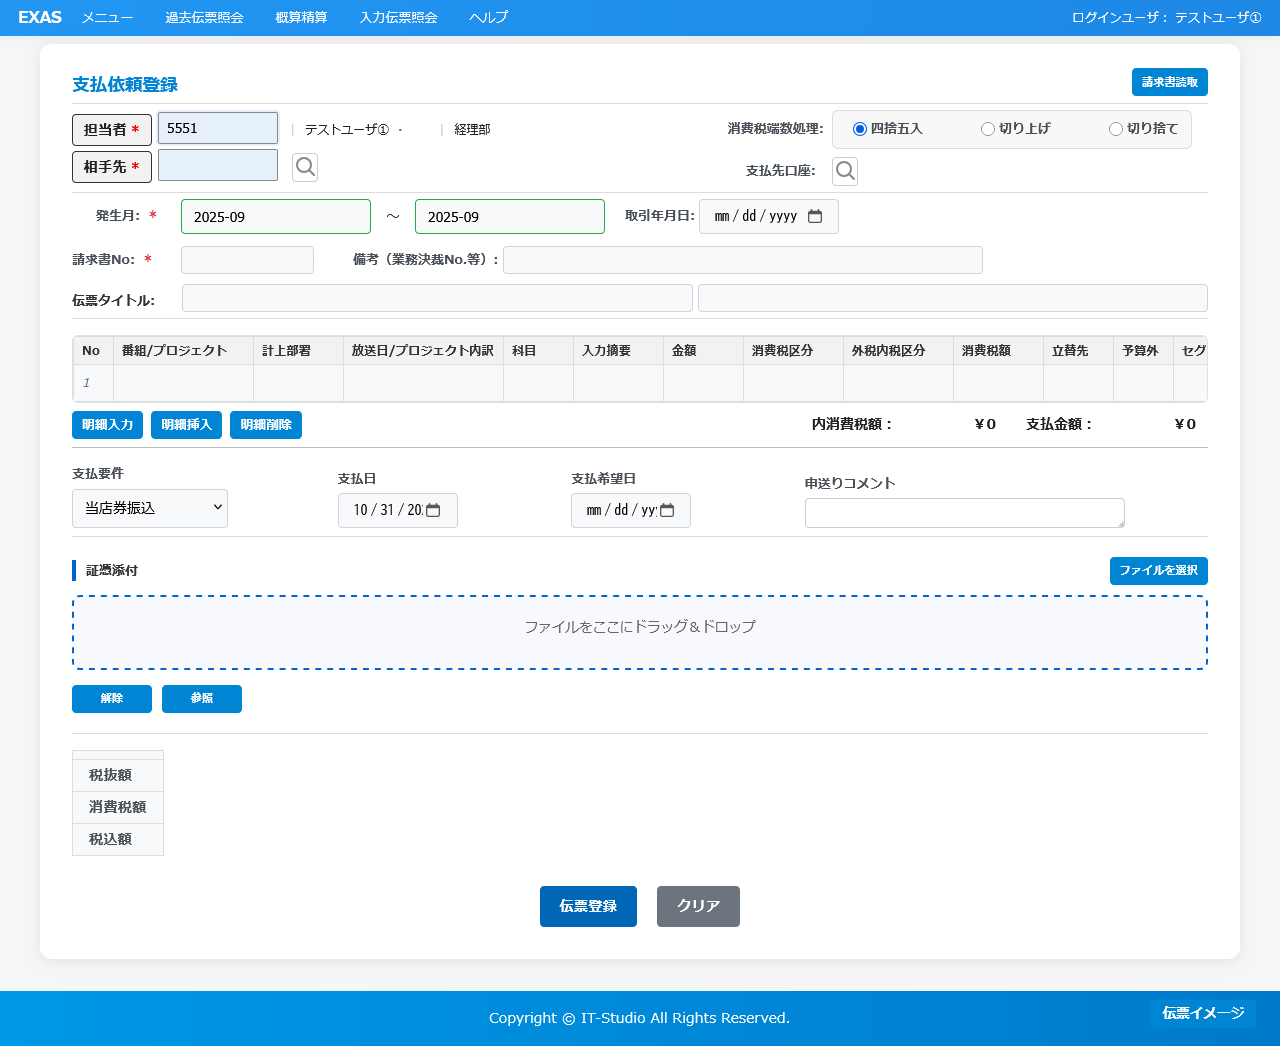 EXAS メニュー 過去伝票照会 概算精算 入力伝票照会 ヘルプ ログインユーザ： テストユーザ①
支払依頼登録 請求書読取
担当者 * 5551 | テストユーザ① - | 経理部 消費税端数処理: 四捨五入 切り上げ 切り捨て
相手先 * 支払先口座:
発生月: * 2025-09 ～ 2025-09 取引年月日: mm/dd/yyyy
請求書No: * 備考（業務決裁No.等）:
伝票タイトル:
No 番組/プロジェクト 計上部署 放送日/プロジェクト内訳 科目 入力摘要 金額 消費税区分 外税内税区分 消費税額 立替先 予算外 セグ
1
明細入力 明細挿入 明細削除 内消費税額： ¥0 支払金額： ¥0
支払要件 支払日 支払希望日 申送りコメント
当店券振込 10/31/20 mm/dd/yy
証憑添付 ファイルを選択
ファイルをここにドラッグ＆ドロップ
解除 参照
税抜額
消費税額
税込額
伝票登録 クリア
Copyright © IT-Studio All Rights Reserved. 伝票イメージ